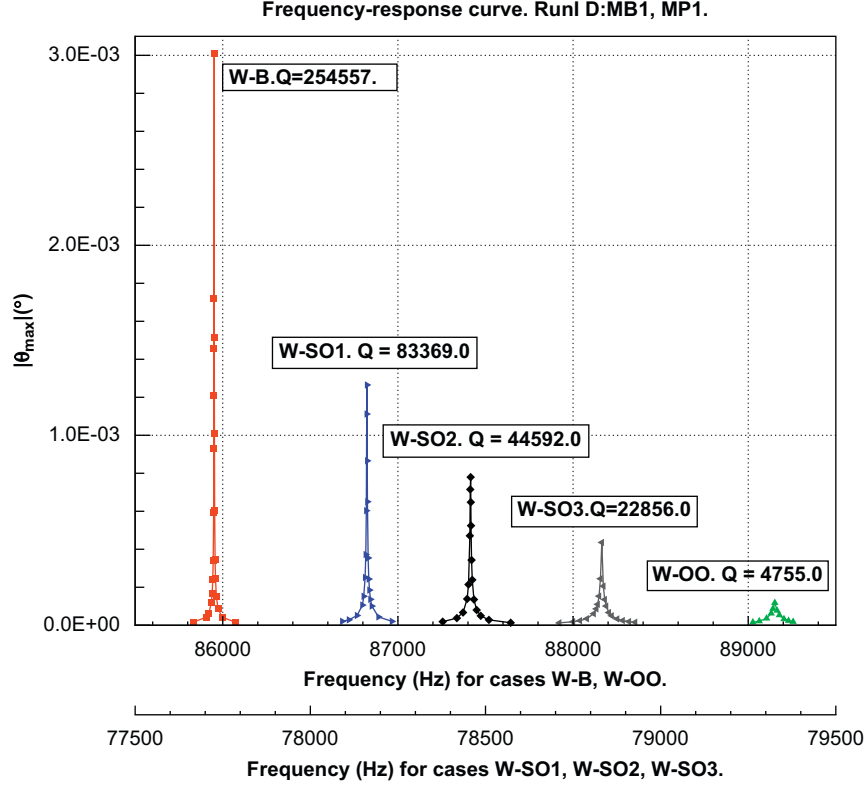 Frequency-response curve. RunI D:MB1, MP1.
3.0E-03
W-B.Q=254557.
2.0E-03
|θmax|(°)
W-SO1. Q = 83369.0
1.0E-03
W-SO2. Q = 44592.0
W-SO3.Q=22856.0
W-OO. Q = 4755.0
0.0E+00
86000 87000 88000 89000
Frequency (Hz) for cases W-B, W-OO.
77500 78000 78500 79000 79500
Frequency (Hz) for cases W-SO1, W-SO2, W-SO3.